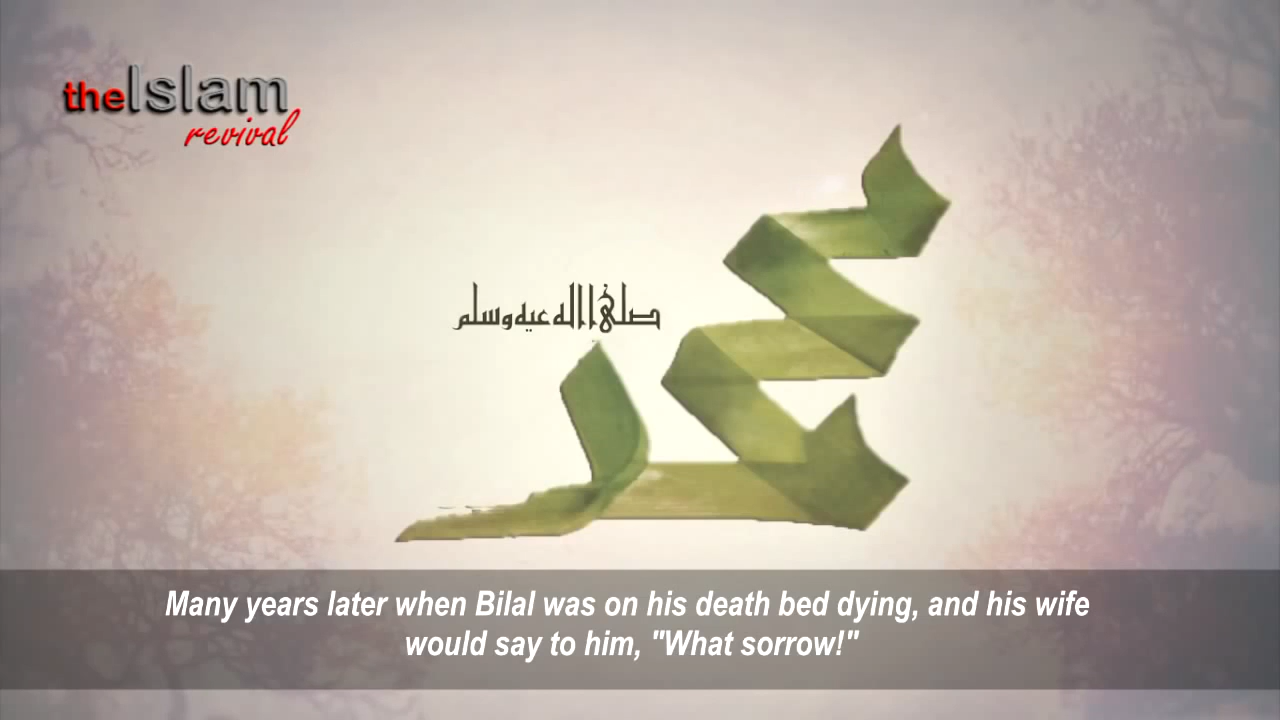 theIslam
revival
محمد
صلى الله عيه وسلم
Many years later when Bilal was on his death bed dying, and his wife
would say to him, "What sorrow!"